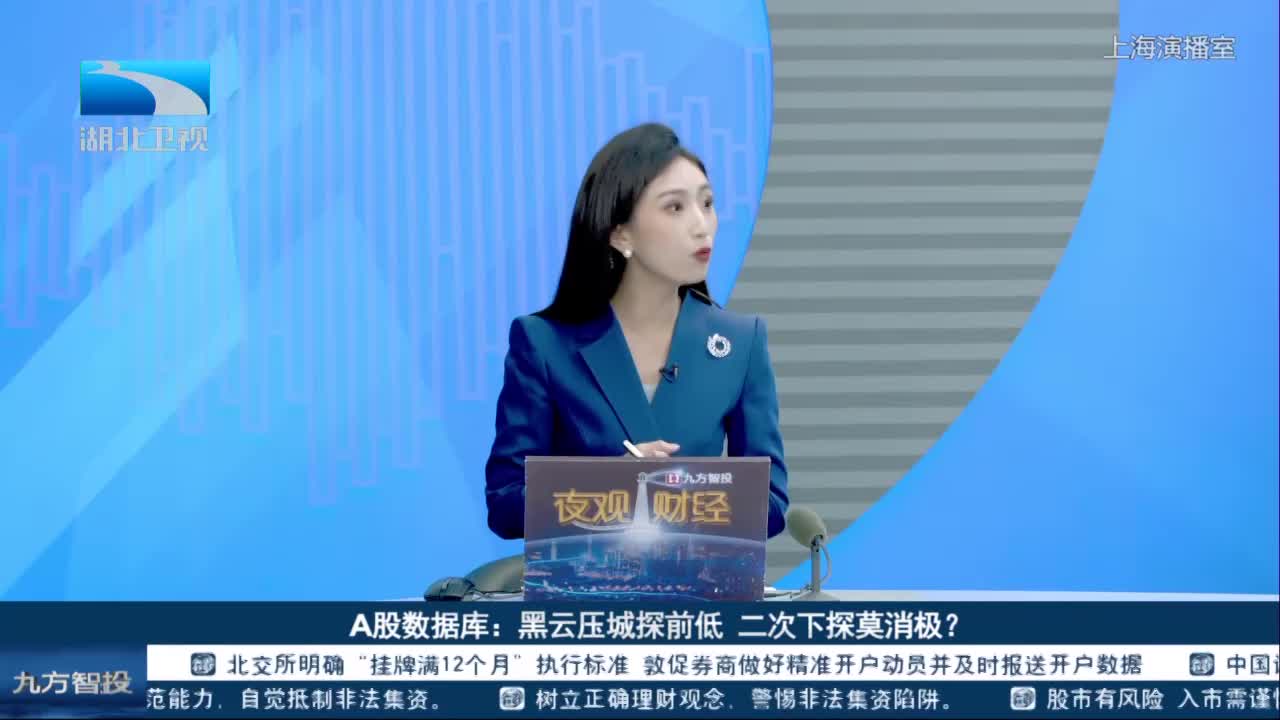 上海演播室
湖北卫视
九方智投
夜观财经
A股数据库：黑云压城探前低 二次下探莫消极？
北交所明确“挂牌满12个月”执行标准 敦促券商做好精准开户动员并及时报送开户数据
中国
九方智投
范能力，自觉抵制非法集资。
树立正确理财观念，警惕非法集资陷阱。
股市有风险 入市需谨